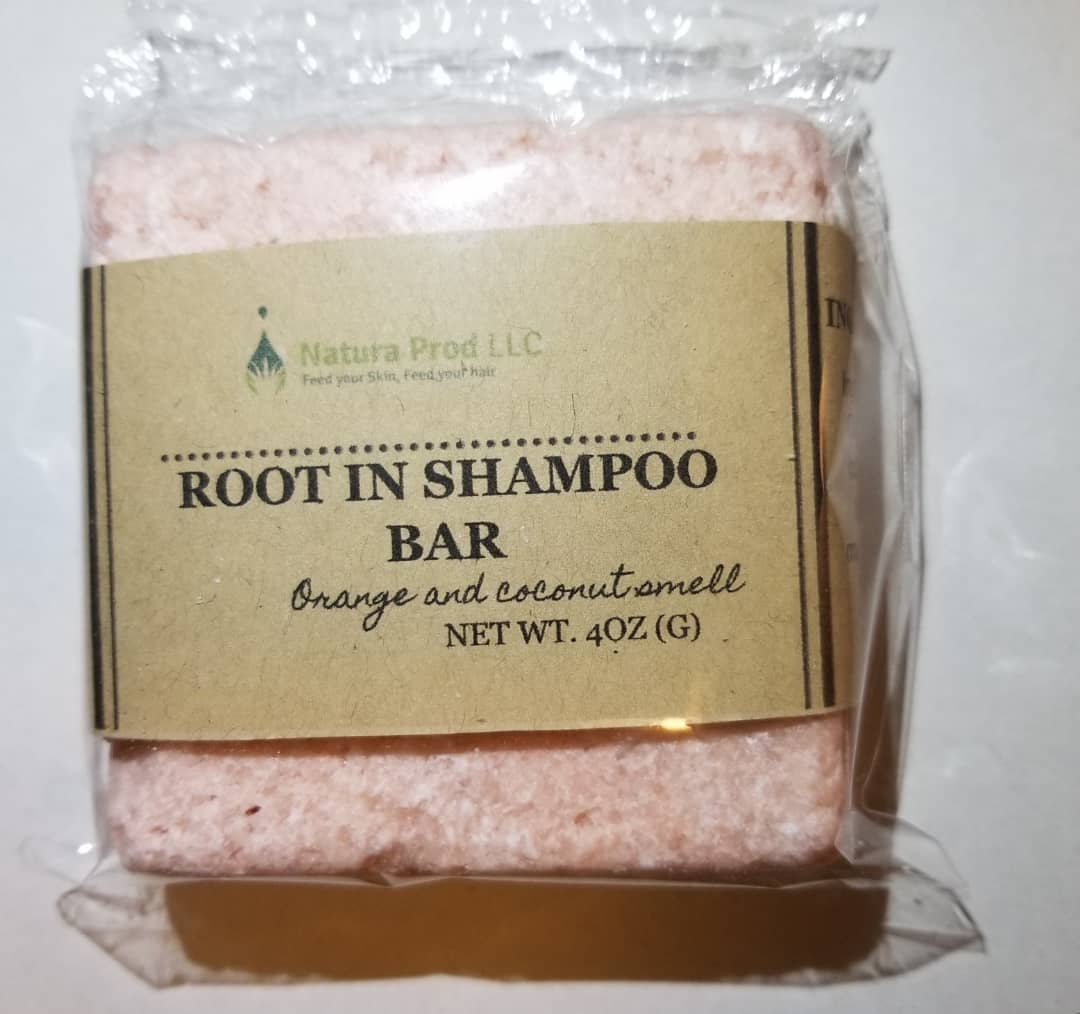 Natura Prod LLC
Feed your Skin, Feed your hair
ROOT IN SHAMPOO
BAR
Orange and coconut smell
NET WT. 4OZ (G)